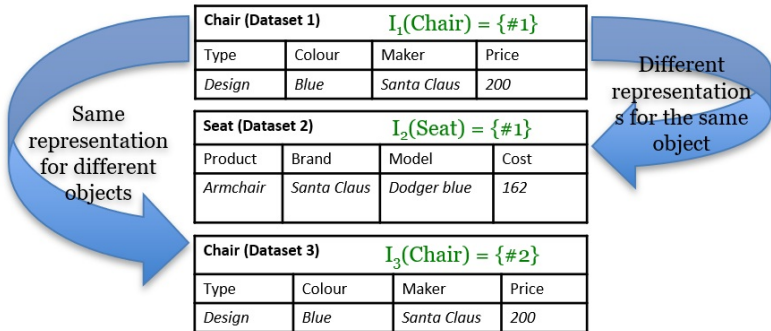 Chair (Dataset 1) I₁(Chair) = {#1}
Type Colour Maker Price
Design Blue Santa Claus 200
Same
representation
for different
objects
Different
representation
s for the same
object
Seat (Dataset 2) I₂(Seat) = {#1}
Product Brand Model Cost
Armchair Santa Claus Dodger blue 162
Chair (Dataset 3) I₃(Chair) = {#2}
Type Colour Maker Price
Design Blue Santa Claus 200